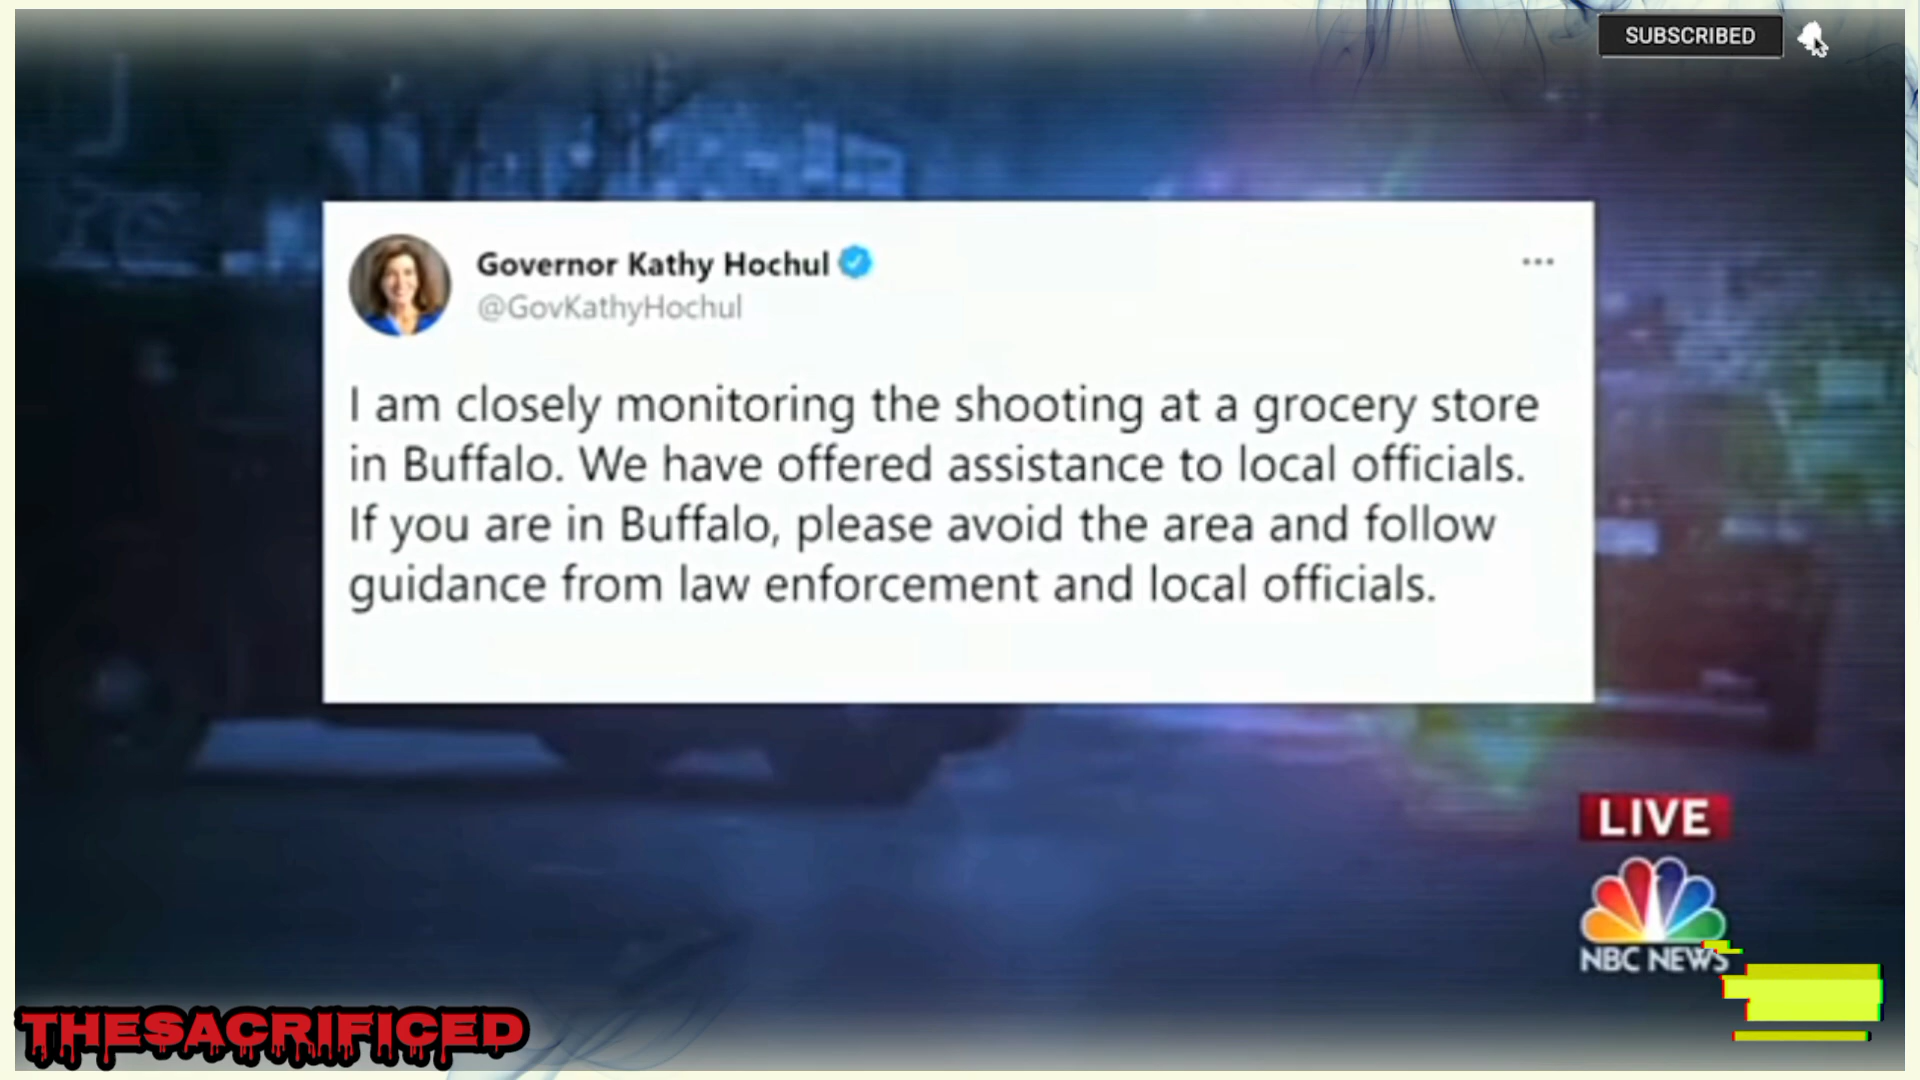 SUBSCRIBED
Governor Kathy Hochul
@GovKathyHochul
I am closely monitoring the shooting at a grocery store
in Buffalo. We have offered assistance to local officials.
If you are in Buffalo, please avoid the area and follow
guidance from law enforcement and local officials.
LIVE
NBC NEWS
THESACRIFICED